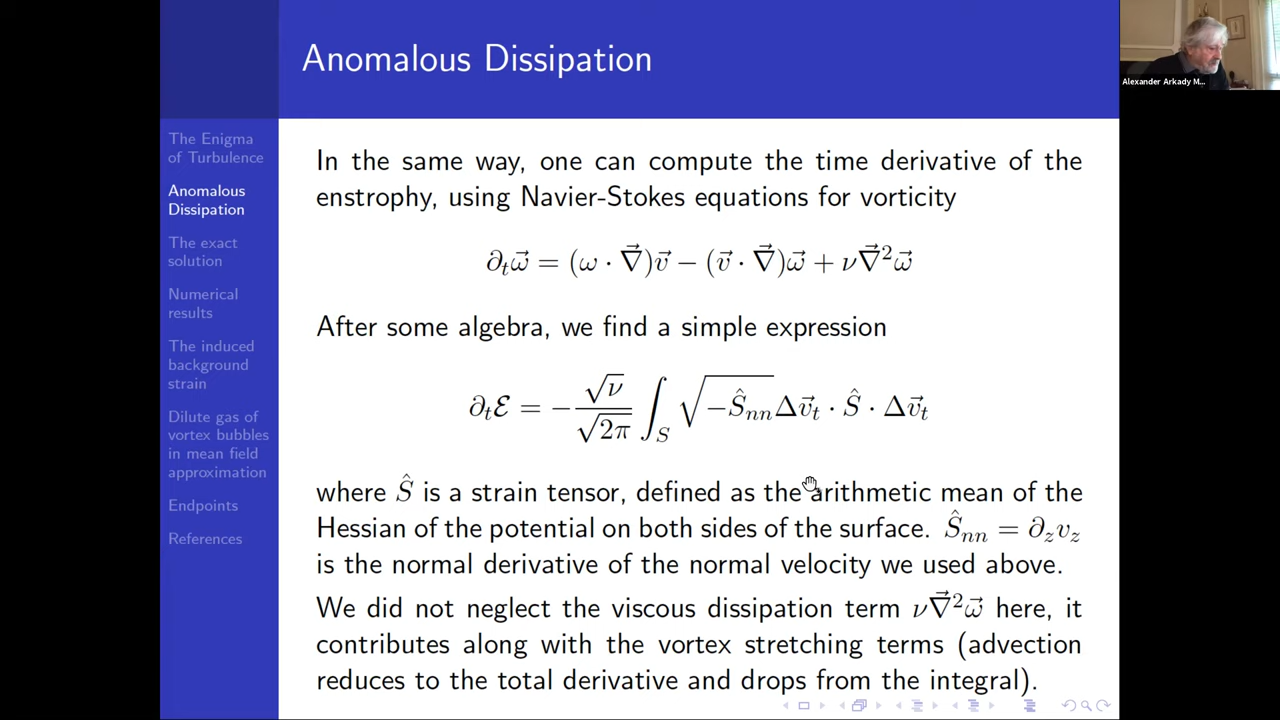 Anomalous Dissipation
Alexander Arkady M...
The Enigma
of Turbulence
Anomalous
Dissipation
The exact
solution
Numerical
results
The induced
background
strain
Dilute gas of
vortex bubbles
in mean field
approximation
Endpoints
References
In the same way, one can compute the time derivative of the
enstrophy, using Navier-Stokes equations for vorticity
∂ₜω⃗ = (ω · ∇⃗)v⃗ − (v⃗ · ∇⃗)ω⃗ + ν∇⃗²ω⃗
After some algebra, we find a simple expression
∂ₜℰ = −(√ν/√2π) ∫_S √(−Ŝₙₙ) Δv⃗ₜ · Ŝ · Δv⃗ₜ
where Ŝ is a strain tensor, defined as the arithmetic mean of the
Hessian of the potential on both sides of the surface. Ŝₙₙ = ∂_z v_z
is the normal derivative of the normal velocity we used above.
We did not neglect the viscous dissipation term ν∇⃗²ω⃗ here, it
contributes along with the vortex stretching terms (advection
reduces to the total derivative and drops from the integral).